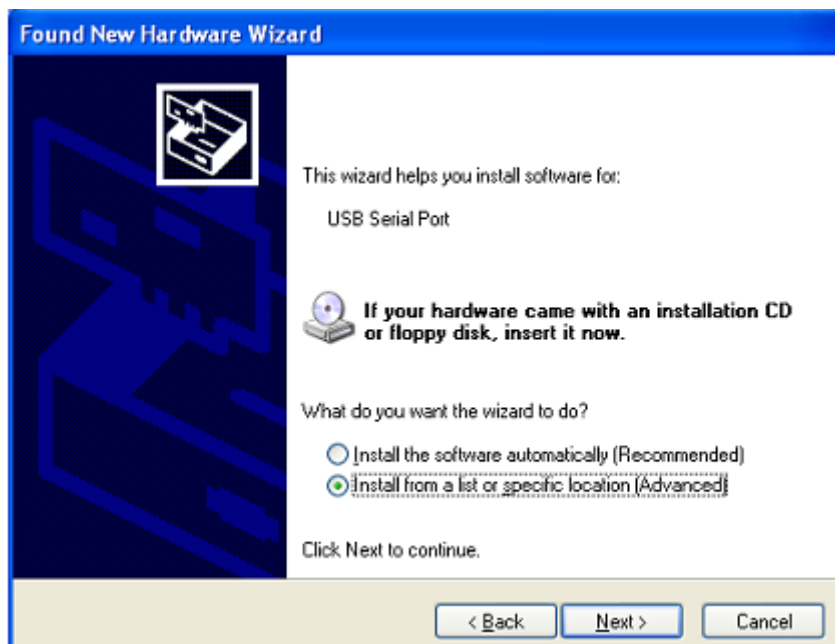 Found New Hardware Wizard
This wizard helps you install software for:
USB Serial Port
If your hardware came with an installation CD
or floppy disk, insert it now.
What do you want the wizard to do?
Install the software automatically (Recommended)
Install from a list or specific location (Advanced)
Click Next to continue.
< Back Next > Cancel